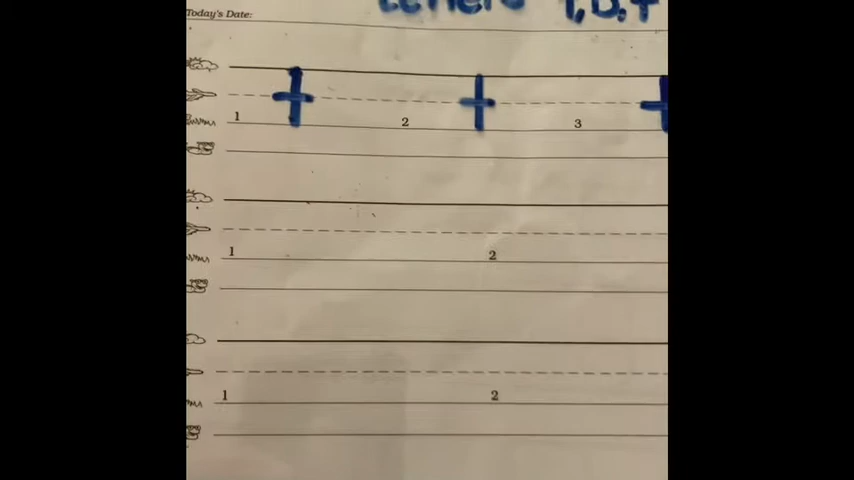 Today's Date:
t t t
1 2 3
1 2
1 2